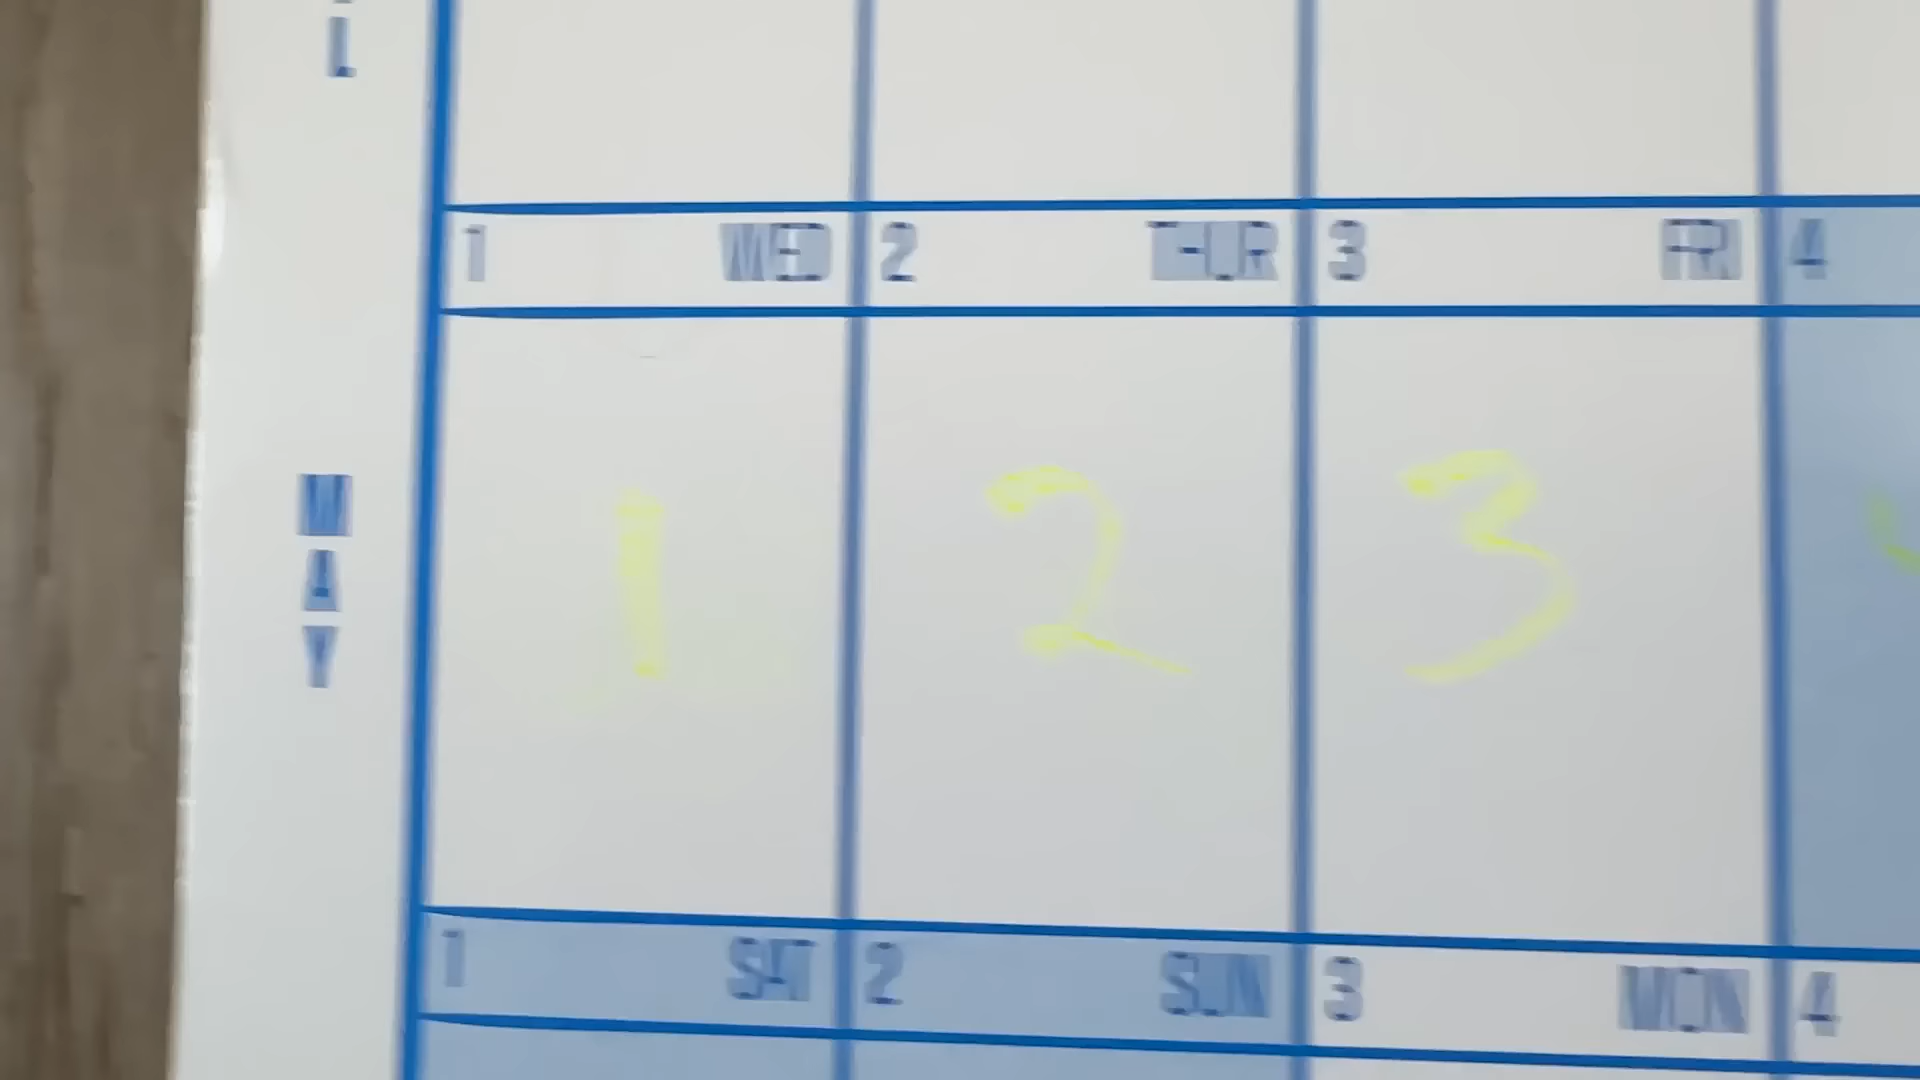 L
1 WED 2 THUR 3 FRI 4
MAY
1 2 3
1 SAT 2 SUN 3 MON 4